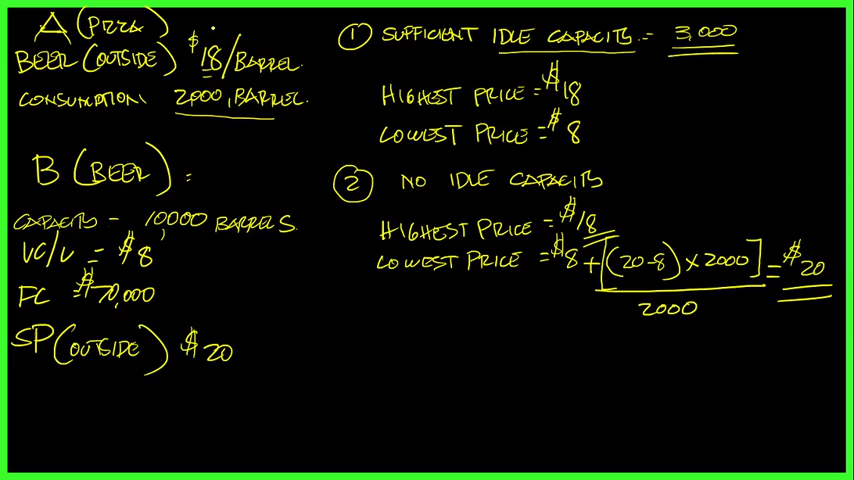 A (PIZZA)
BEER (OUTSIDE) $18/BARREL.
CONSUMPTION: 2000, BARREL.
B (BEER) :
CAPACITY = 10,000 BARRELS.
VC/U = $8
FC = $70,000
SP (OUTSIDE) $20
① SUFFICIENT IDLE CAPACITY = 3,000
HIGHEST PRICE = $18
LOWEST PRICE = $8
② NO IDLE CAPACITY
HIGHEST PRICE = $18
LOWEST PRICE = $8 + [(20-8) × 2000] = $20
2000